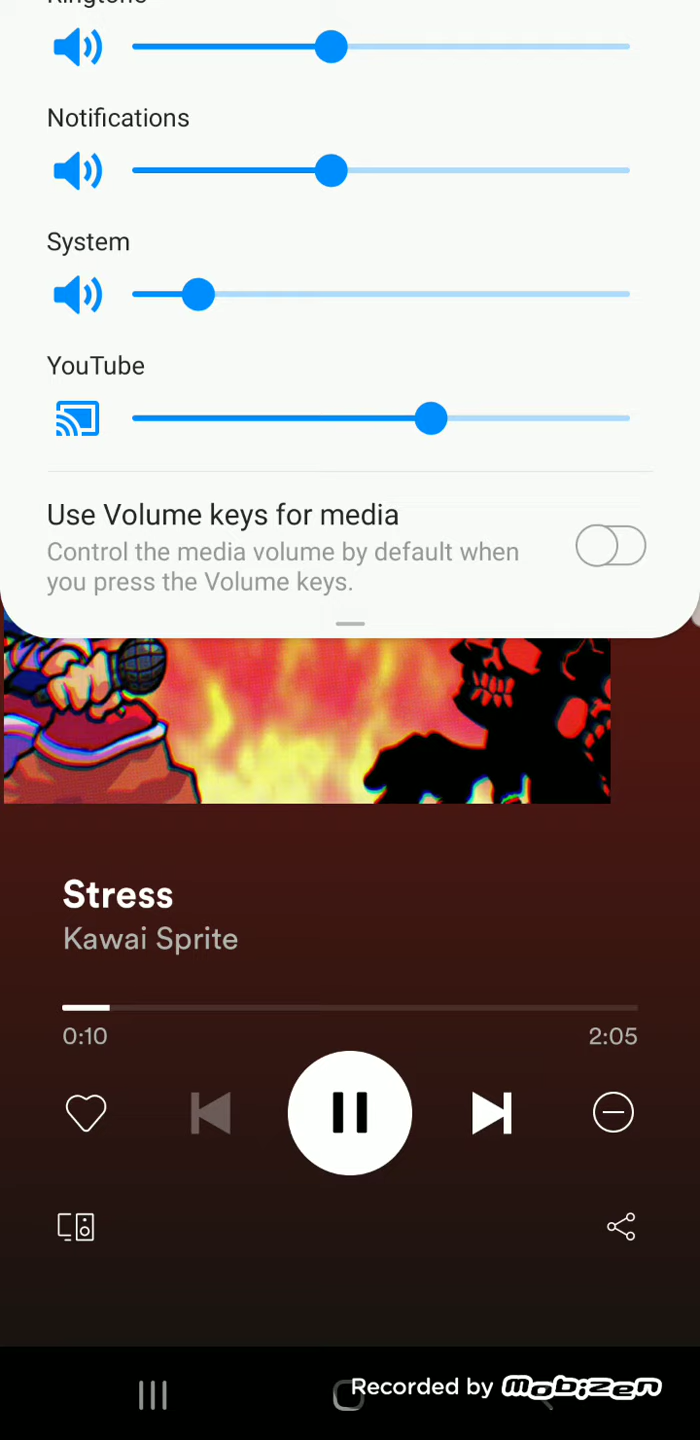 Ringtone
Notifications
System
YouTube
Use Volume keys for media
Control the media volume by default when
you press the Volume keys.
Stress
Kawai Sprite
0:10
2:05
Recorded by mobizen